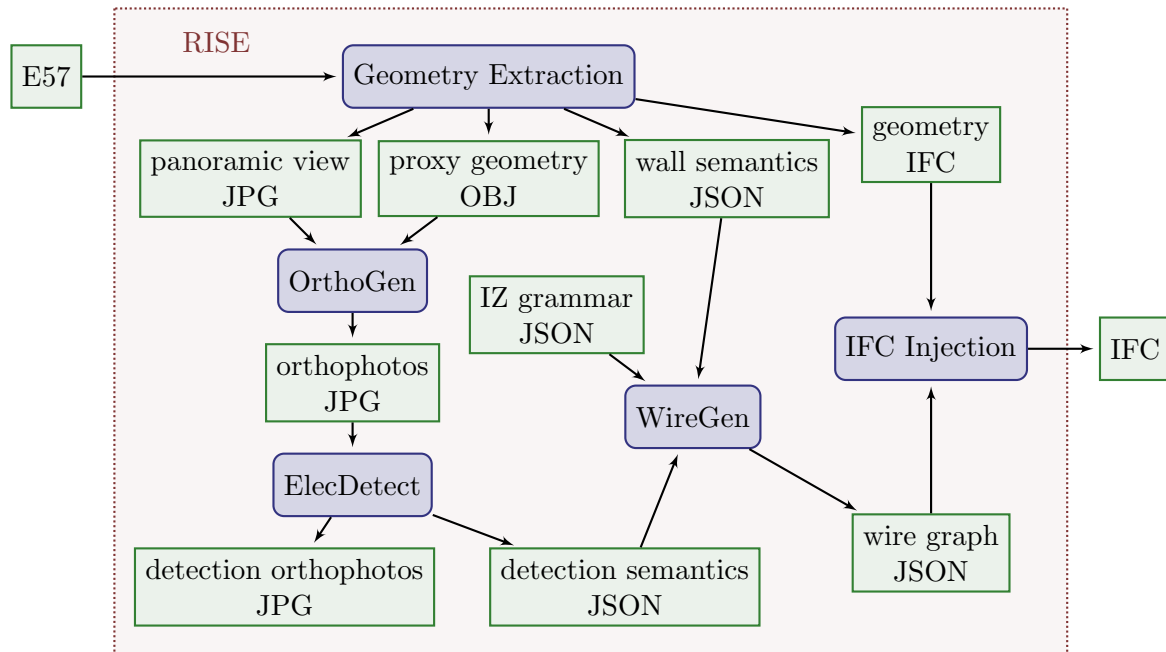 RISE
E57
Geometry Extraction
panoramic view
JPG
proxy geometry
OBJ
wall semantics
JSON
geometry
IFC
OrthoGen
IZ grammar
JSON
IFC Injection
IFC
orthophotos
JPG
WireGen
ElecDetect
detection orthophotos
JPG
detection semantics
JSON
wire graph
JSON